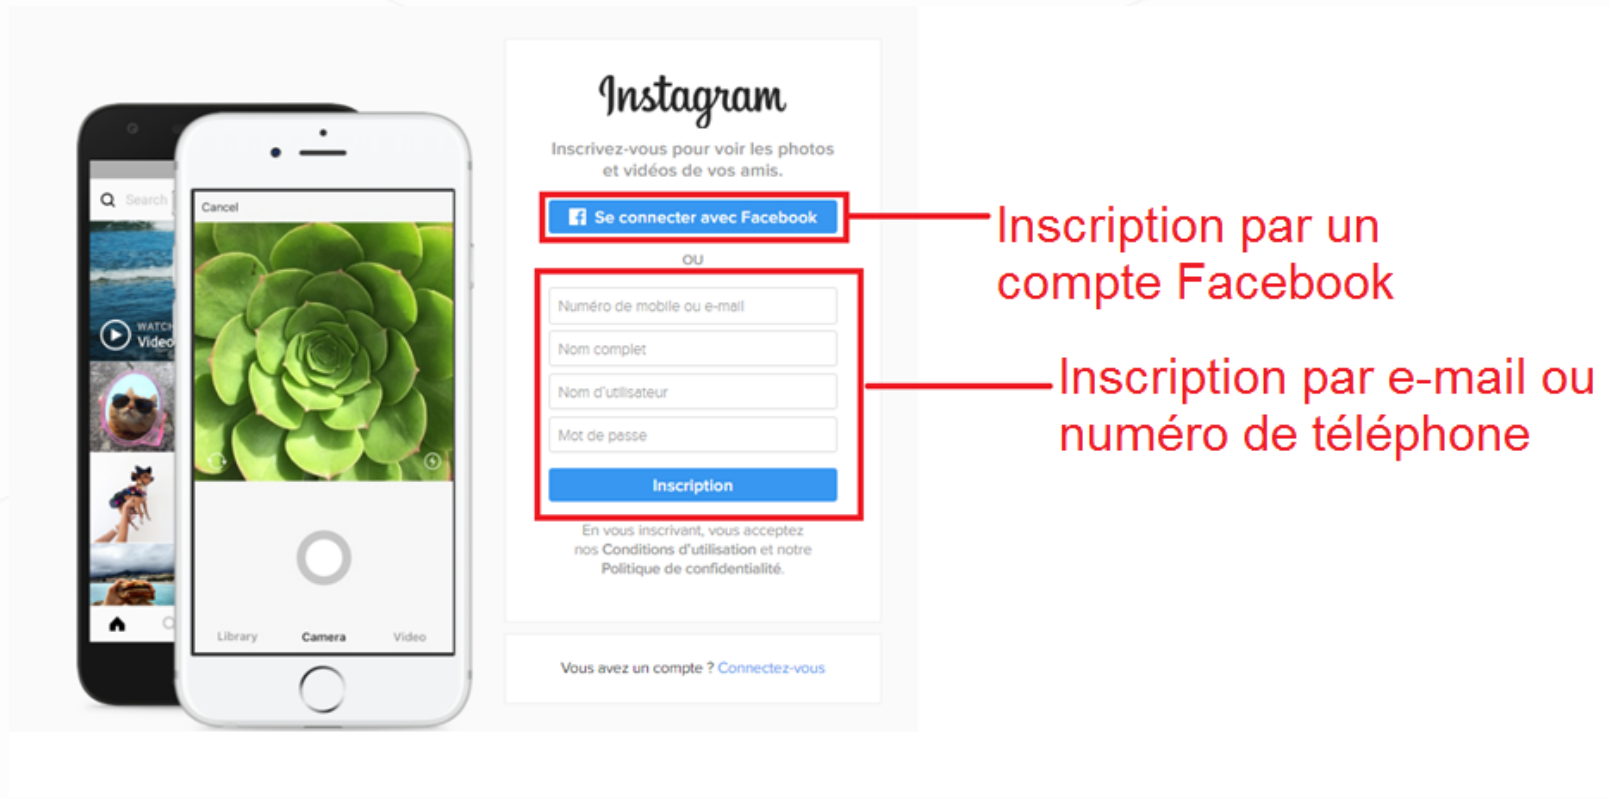 Search
WATCH
Video
Cancel
Library Camera Video
Instagram
Inscrivez-vous pour voir les photos
et vidéos de vos amis.
Se connecter avec Facebook
OU
Numéro de mobile ou e-mail
Nom complet
Nom d'utilisateur
Mot de passe
Inscription
En vous inscrivant, vous acceptez
nos Conditions d'utilisation et notre
Politique de confidentialité.
Vous avez un compte ? Connectez-vous
Inscription par un
compte Facebook
Inscription par e-mail ou
numéro de téléphone